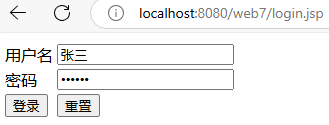 localhost:8080/web7/login.jsp
用户名 张三
密码 ••••••
登录 重置